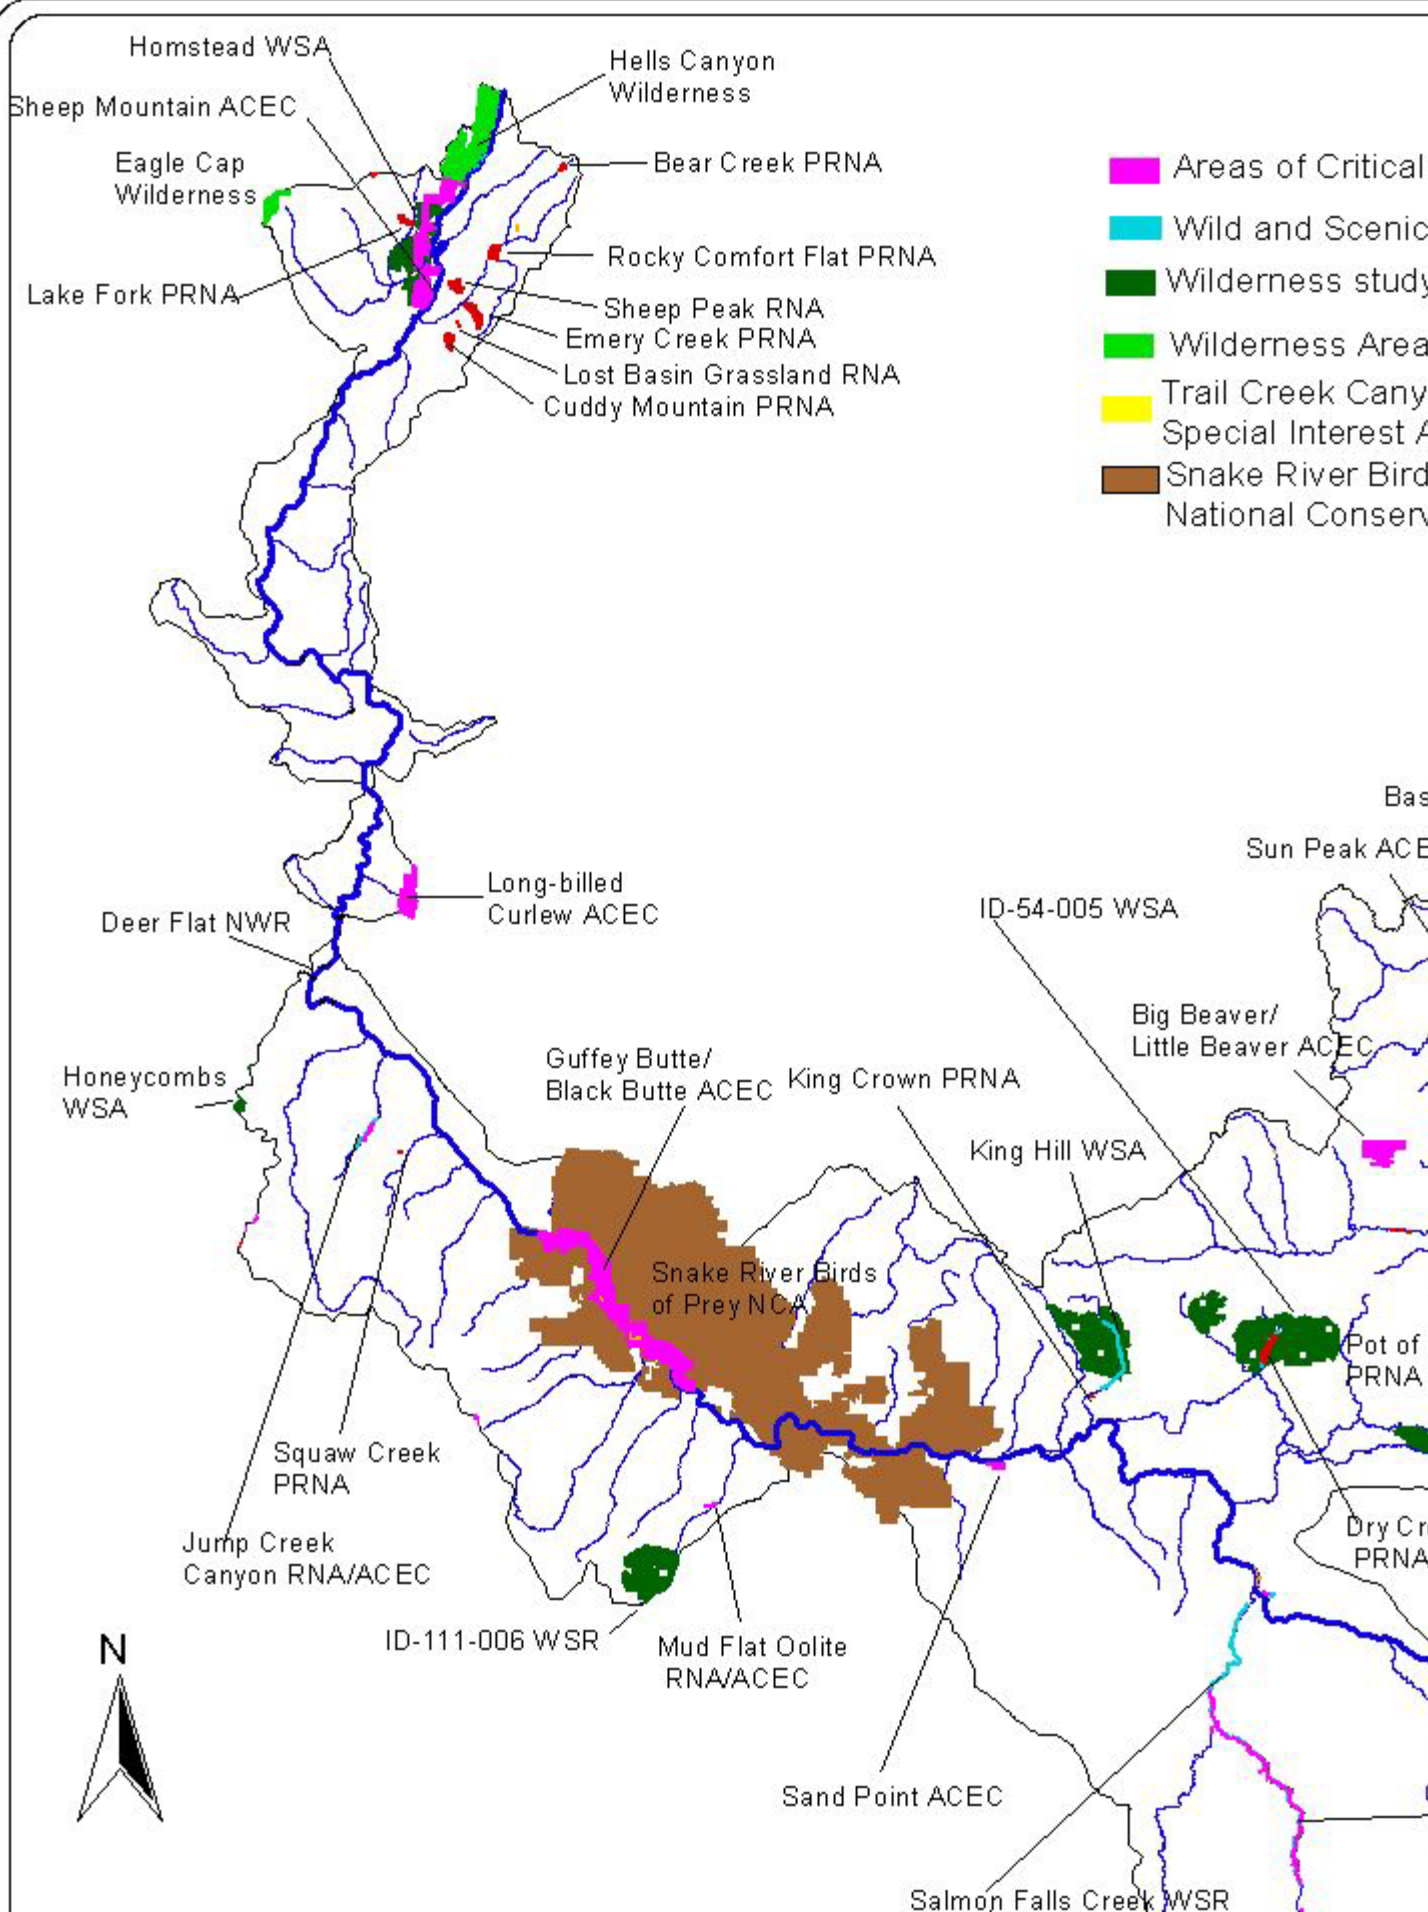 Homstead WSA
Hells Canyon
Wilderness
Sheep Mountain ACEC
Eagle Cap
Wilderness
Bear Creek PRNA
Rocky Comfort Flat PRNA
Lake Fork PRNA
Sheep Peak RNA
Emery Creek PRNA
Lost Basin Grassland RNA
Cuddy Mountain PRNA
Areas of Critical
Wild and Scenic
Wilderness study
Wilderness Area
Trail Creek Cany
Special Interest A
Snake River Bird
National Conserv
Bas
Sun Peak ACE
Long-billed
Curlew ACEC
Deer Flat NWR
ID-54-005 WSA
Big Beaver/
Little Beaver ACEC
Guffey Butte/
Black Butte ACEC
King Crown PRNA
Honeycombs
WSA
King Hill WSA
Snake River Birds
of Prey NCA
Pot of
PRNA
Squaw Creek
PRNA
Jump Creek
Canyon RNA/ACEC
Dry Cr
PRNA
ID-111-006 WSR
Mud Flat Oolite
RNA/ACEC
N
Sand Point ACEC
Salmon Falls Creek WSR